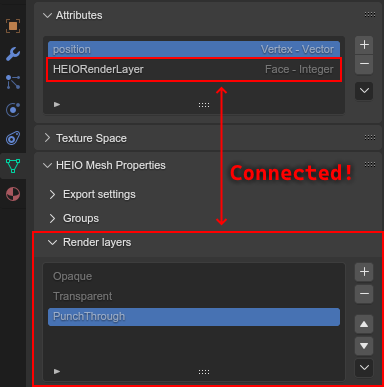 Attributes
position Vertex - Vector
HEIORenderLayer Face - Integer
Texture Space
HEIO Mesh Properties
Connected!
Export settings
Groups
Render layers
Opaque
Transparent
PunchThrough